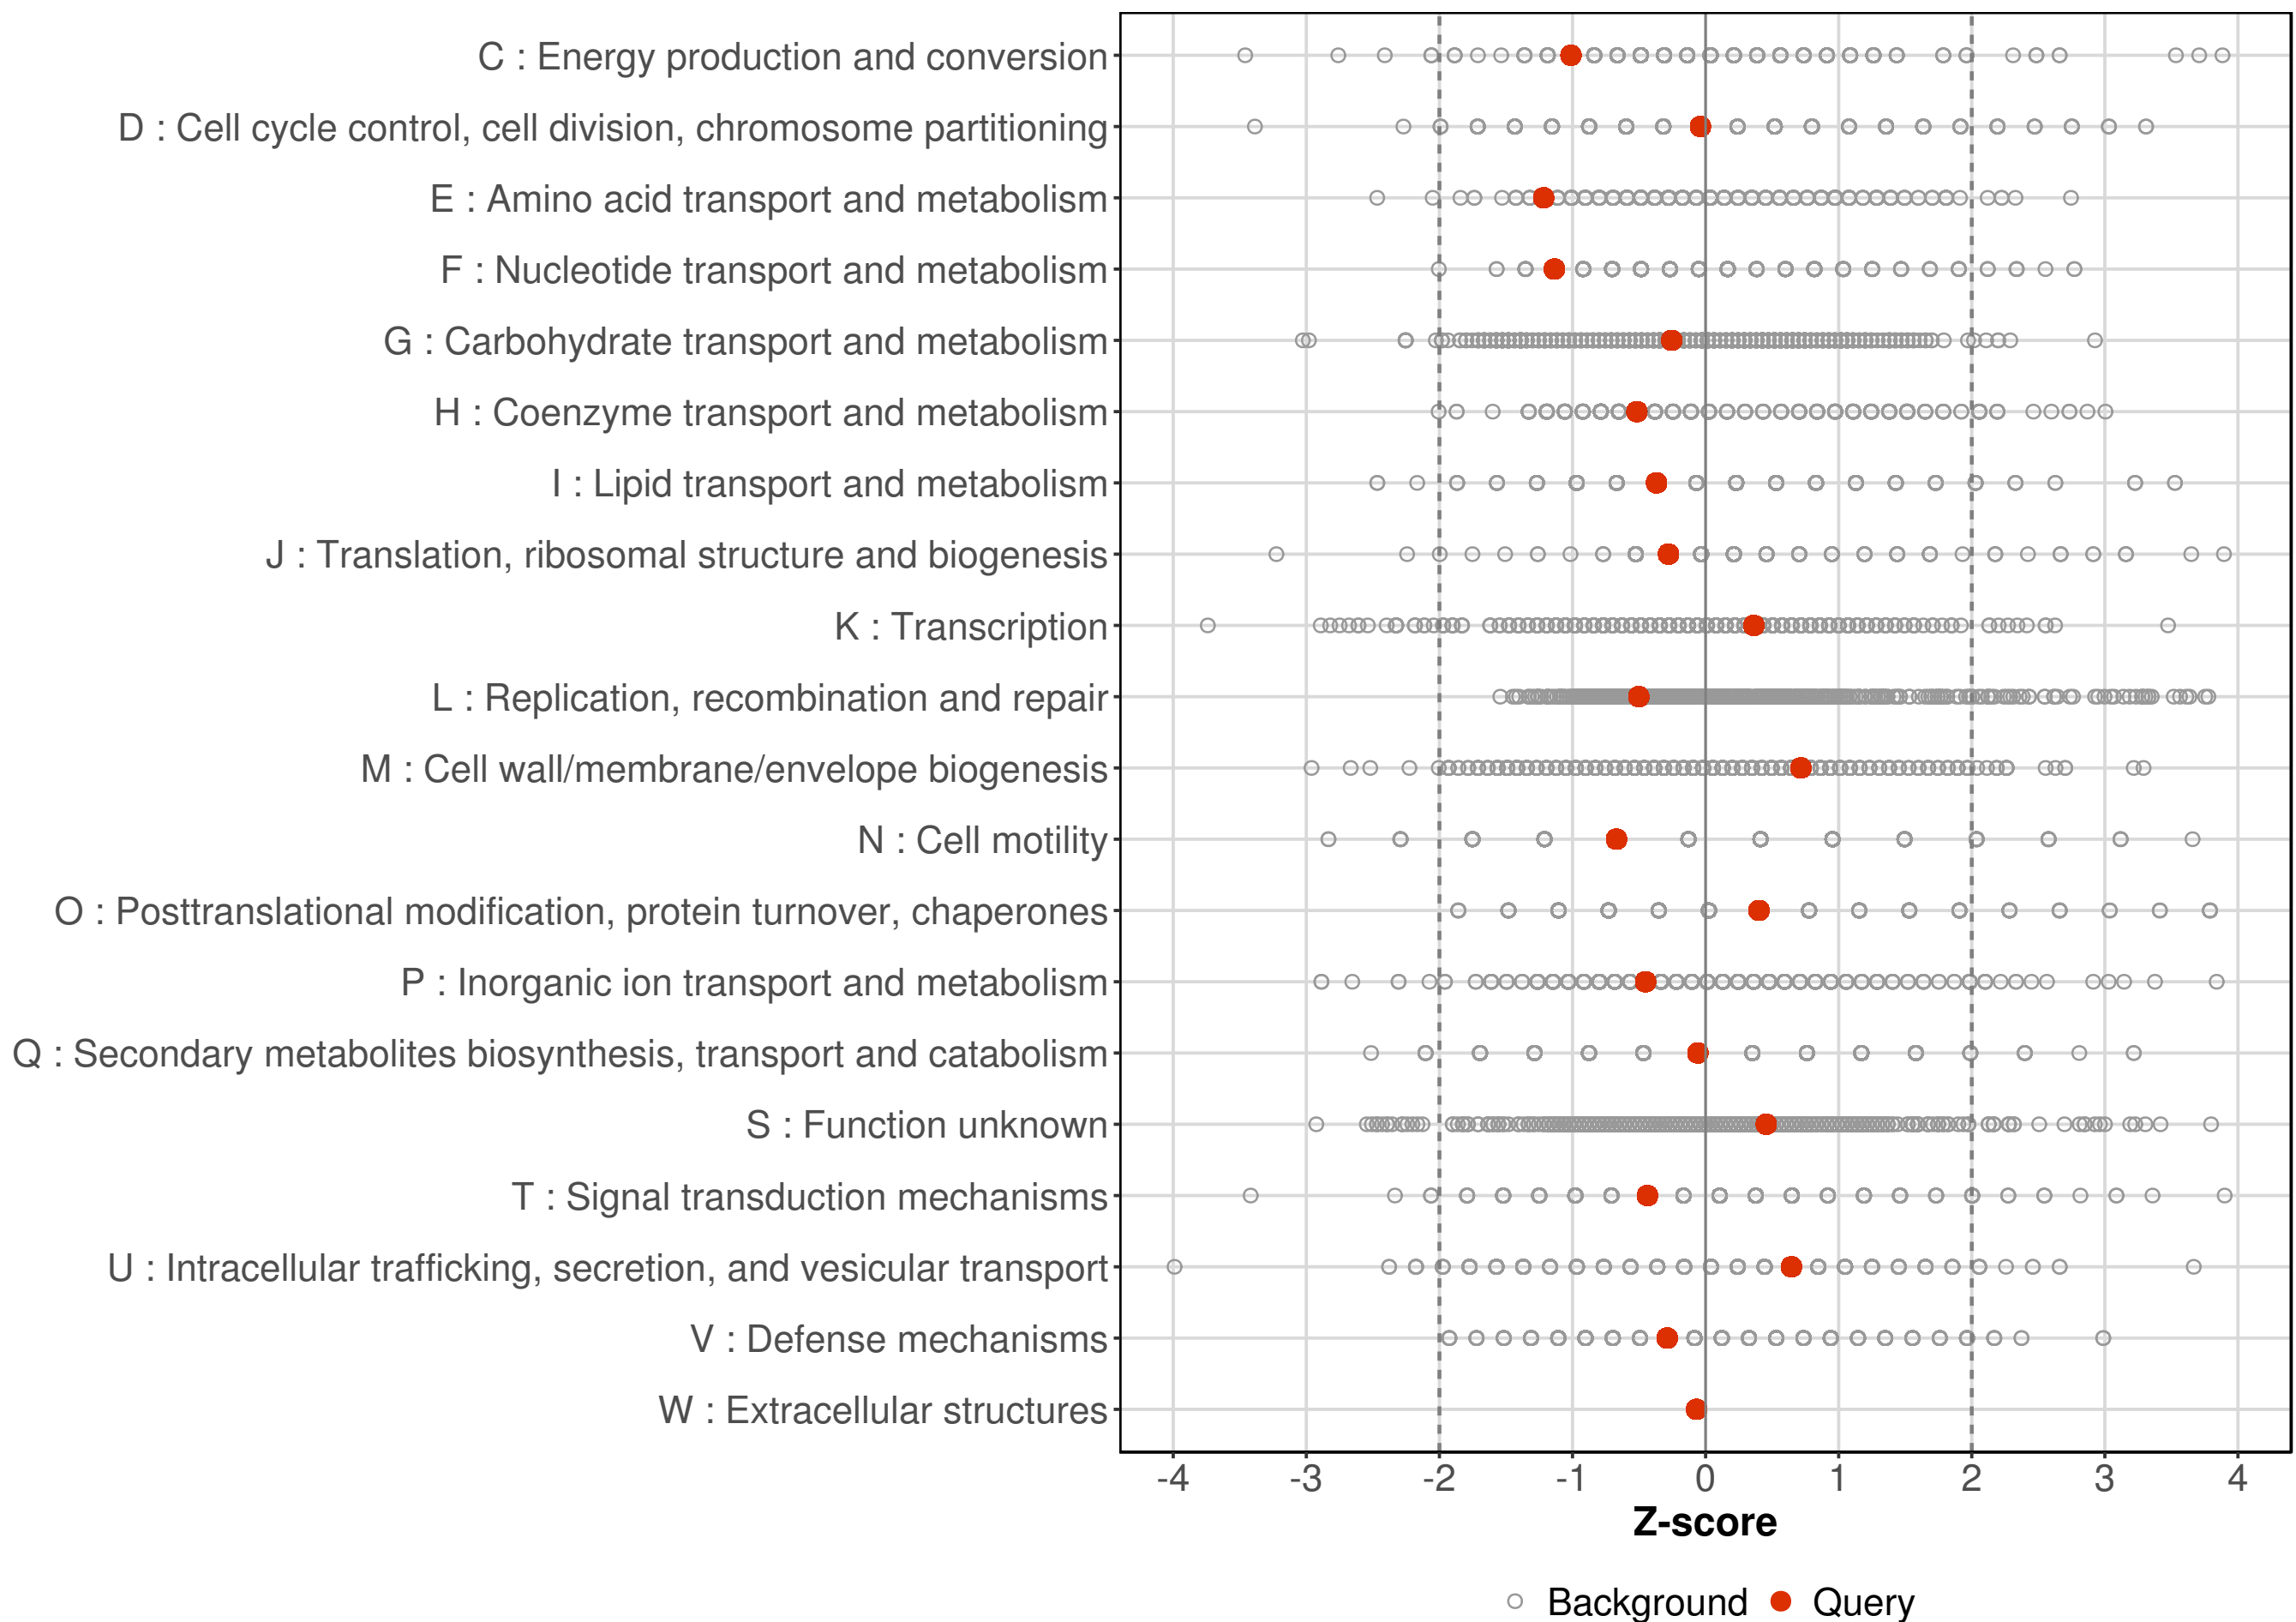 C : Energy production and conversion
D : Cell cycle control, cell division, chromosome partitioning
E : Amino acid transport and metabolism
F : Nucleotide transport and metabolism
G : Carbohydrate transport and metabolism
H : Coenzyme transport and metabolism
I : Lipid transport and metabolism
J : Translation, ribosomal structure and biogenesis
K : Transcription
L : Replication, recombination and repair
M : Cell wall/membrane/envelope biogenesis
N : Cell motility
O : Posttranslational modification, protein turnover, chaperones
P : Inorganic ion transport and metabolism
Q : Secondary metabolites biosynthesis, transport and catabolism
S : Function unknown
T : Signal transduction mechanisms
U : Intracellular trafficking, secretion, and vesicular transport
V : Defense mechanisms
W : Extracellular structures
-4 -3 -2 -1 0 1 2 3 4
Z-score
Background Query